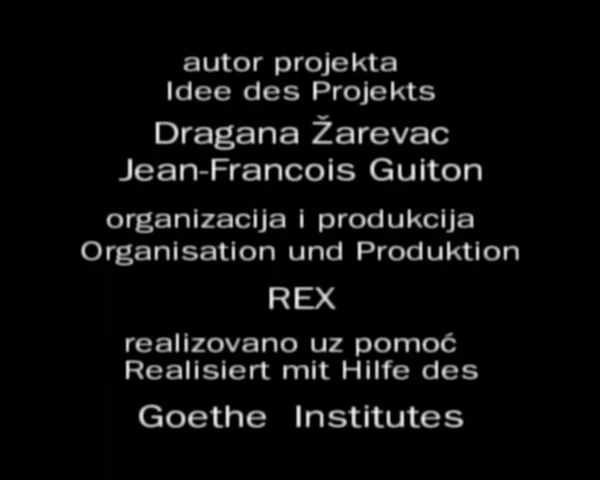 autor projekta
Idee des Projekts
Dragana Žarevac
Jean-Francois Guiton
organizacija i produkcija
Organisation und Produktion
REX
realizovano uz pomoć
Realisiert mit Hilfe des
Goethe Institutes